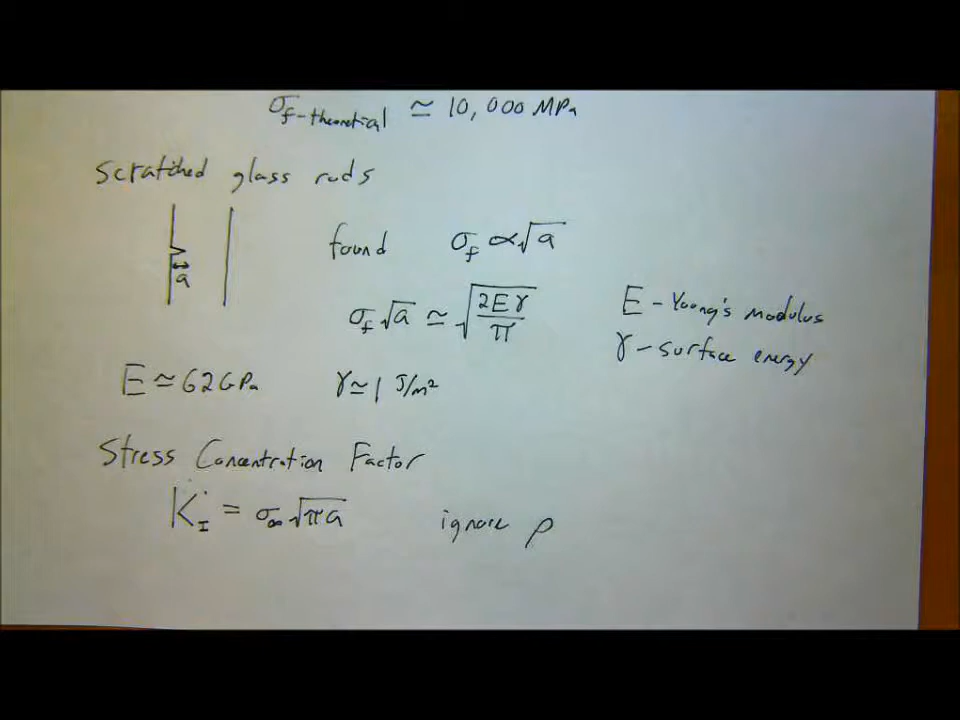 σf-theoretical ≃ 10,000 MPa
Scratched glass rods
a
found σf ∝ √a
σf √a ≃ √(2Eγ/π)
E - Young's modulus
γ - surface energy
E ≃ 62 GPa γ ≃ 1 J/m²
Stress Concentration Factor
K_I = σ∞ √πa ignore ρ